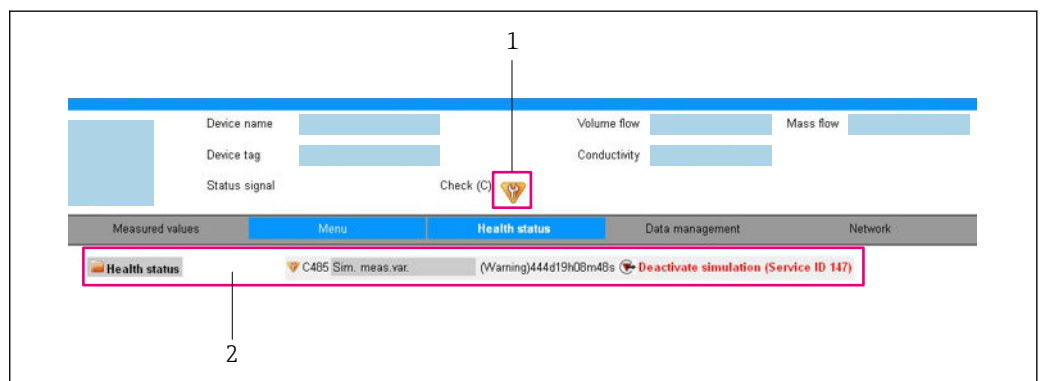 1
Device name Volume flow Mass flow
Device tag Conductivity
Status signal Check (C)
Measured values Menu Health status Data management Network
Health status C485 Sim. meas.var. (Warning)444d19h08m48s Deactivate simulation (Service ID 147)
2